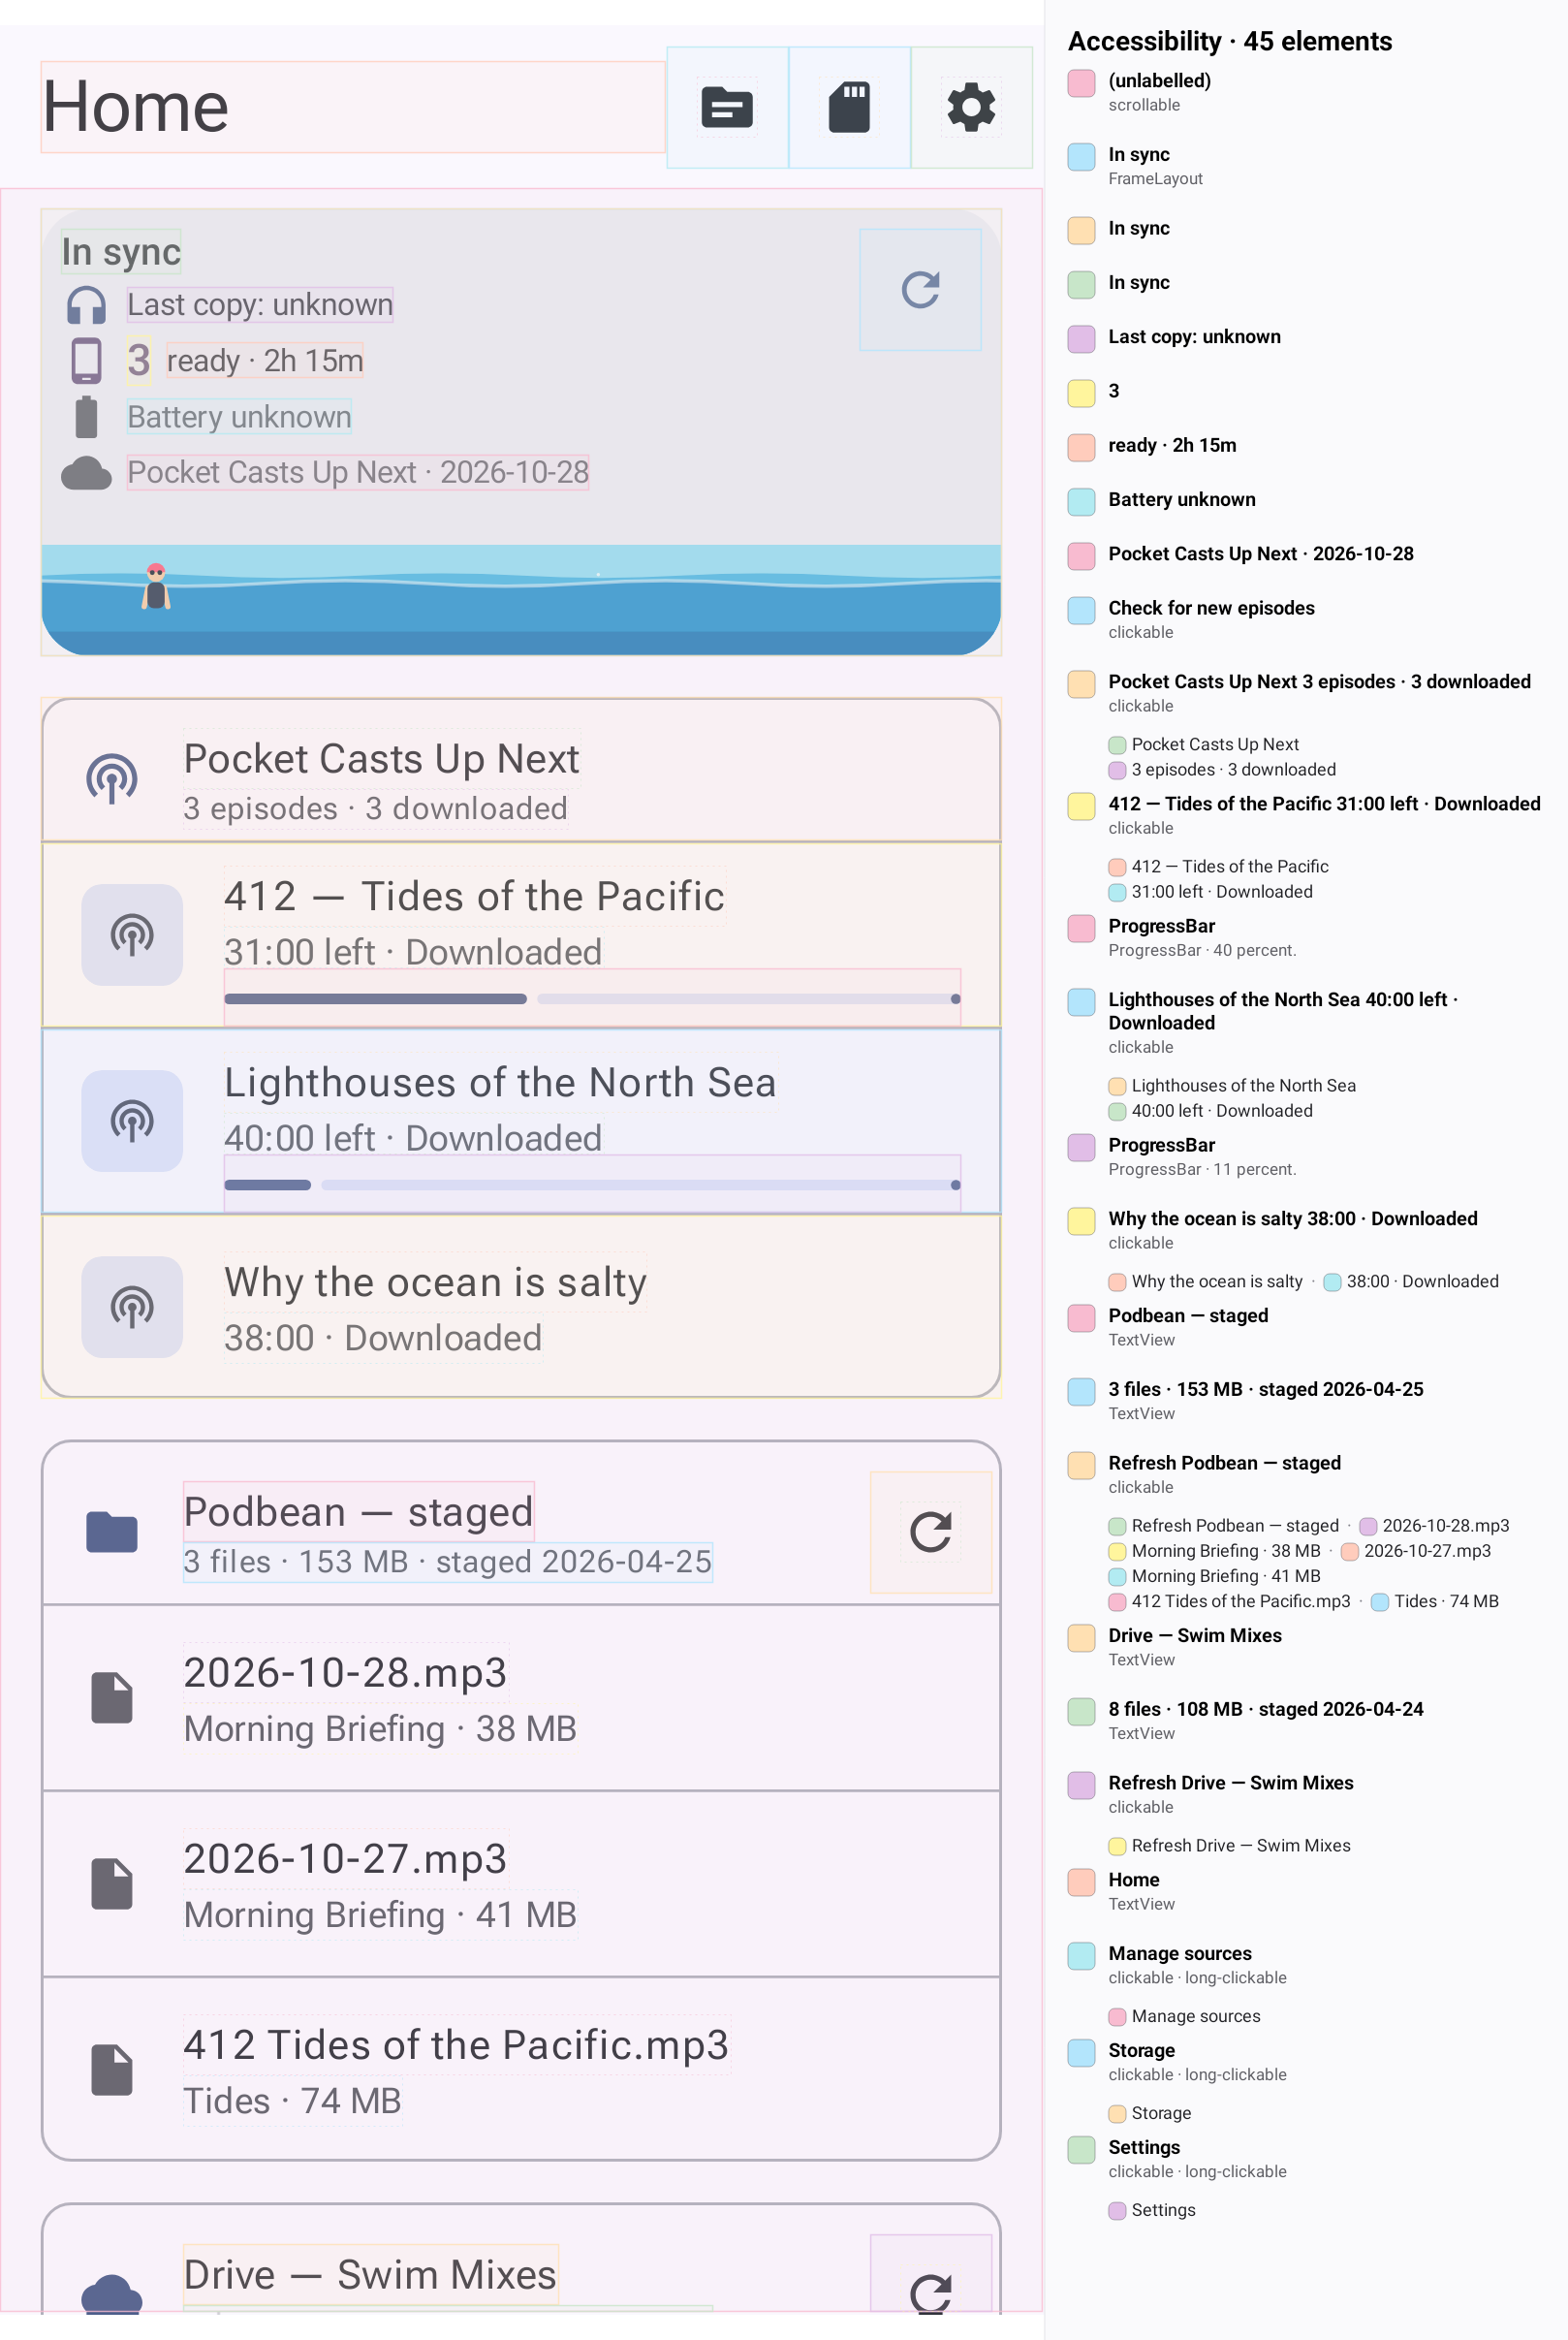 Home
In sync
Last copy: unknown
3 ready · 2h 15m
Battery unknown
Pocket Casts Up Next · 2026-10-28
Pocket Casts Up Next
3 episodes · 3 downloaded
412 — Tides of the Pacific
31:00 left · Downloaded
Lighthouses of the North Sea
40:00 left · Downloaded
Why the ocean is salty
38:00 · Downloaded
Podbean — staged
3 files · 153 MB · staged 2026-04-25
2026-10-28.mp3
Morning Briefing · 38 MB
2026-10-27.mp3
Morning Briefing · 41 MB
412 Tides of the Pacific.mp3
Tides · 74 MB
Drive — Swim Mixes
Accessibility · 45 elements
(unlabelled)
scrollable
In sync
FrameLayout
In sync
In sync
Last copy: unknown
3
ready · 2h 15m
Battery unknown
Pocket Casts Up Next · 2026-10-28
Check for new episodes
clickable
Pocket Casts Up Next 3 episodes · 3 downloaded
clickable
Pocket Casts Up Next
3 episodes · 3 downloaded
412 — Tides of the Pacific 31:00 left · Downloaded
clickable
412 — Tides of the Pacific
31:00 left · Downloaded
ProgressBar
ProgressBar · 40 percent.
Lighthouses of the North Sea 40:00 left ·
Downloaded
clickable
Lighthouses of the North Sea
40:00 left · Downloaded
ProgressBar
ProgressBar · 11 percent.
Why the ocean is salty 38:00 · Downloaded
clickable
Why the ocean is salty · 38:00 · Downloaded
Podbean — staged
TextView
3 files · 153 MB · staged 2026-04-25
TextView
Refresh Podbean — staged
clickable
Refresh Podbean — staged · 2026-10-28.mp3
Morning Briefing · 38 MB · 2026-10-27.mp3
Morning Briefing · 41 MB
412 Tides of the Pacific.mp3 · Tides · 74 MB
Drive — Swim Mixes
TextView
8 files · 108 MB · staged 2026-04-24
TextView
Refresh Drive — Swim Mixes
clickable
Refresh Drive — Swim Mixes
Home
TextView
Manage sources
clickable · long-clickable
Manage sources
Storage
clickable · long-clickable
Storage
Settings
clickable · long-clickable
Settings